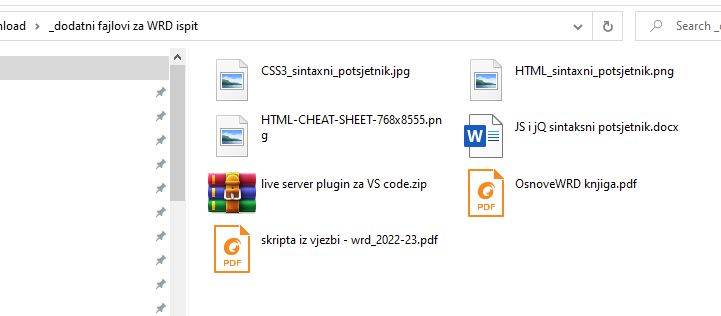 nload > _dodatni fajlovi za WRD ispit
Search _d
CSS3_sintaxni_potsjetnik.jpg
HTML_sintaxni_potsjetnik.png
HTML-CHEAT-SHEET-768x8555.pn
g
JS i jQ sintaksni potsjetnik.docx
live server plugin za VS code.zip
OsnoveWRD knjiga.pdf
PDF
skripta iz vjezbi - wrd_2022-23.pdf
PDF